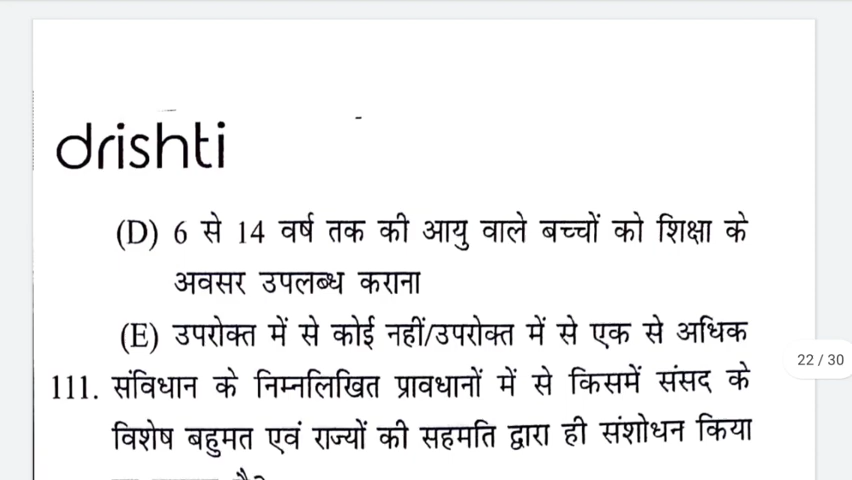 drishti
(D) 6 से 14 वर्ष तक की आयु वाले बच्चों को शिक्षा के
अवसर उपलब्ध कराना
(E) उपरोक्त में से कोई नहीं/उपरोक्त में से एक से अधिक
22 / 30
111. संविधान के निम्नलिखित प्रावधानों में से किसमें संसद के
विशेष बहुमत एवं राज्यों की सहमति द्वारा ही संशोधन किया